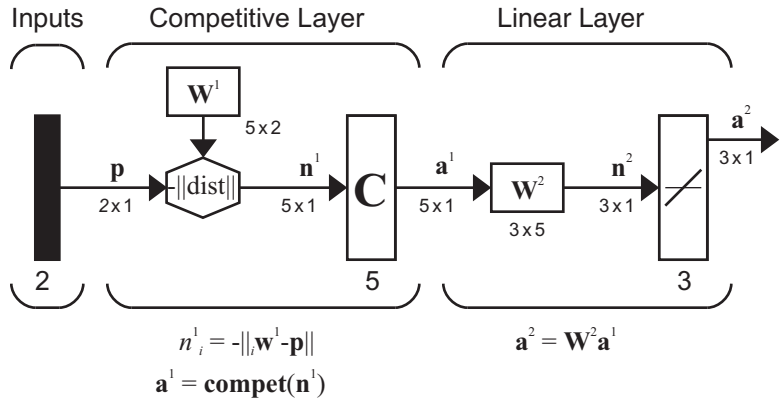 Inputs Competitive Layer Linear Layer
W¹
5 x 2
p
2 x 1
-||dist||
n¹
5 x 1
C
a¹
5 x 1
W²
3 x 5
n²
3 x 1
a²
3 x 1
2 5 3
n¹ᵢ = -||ᵢw¹-p||
a¹ = compet(n¹)
a² = W²a¹